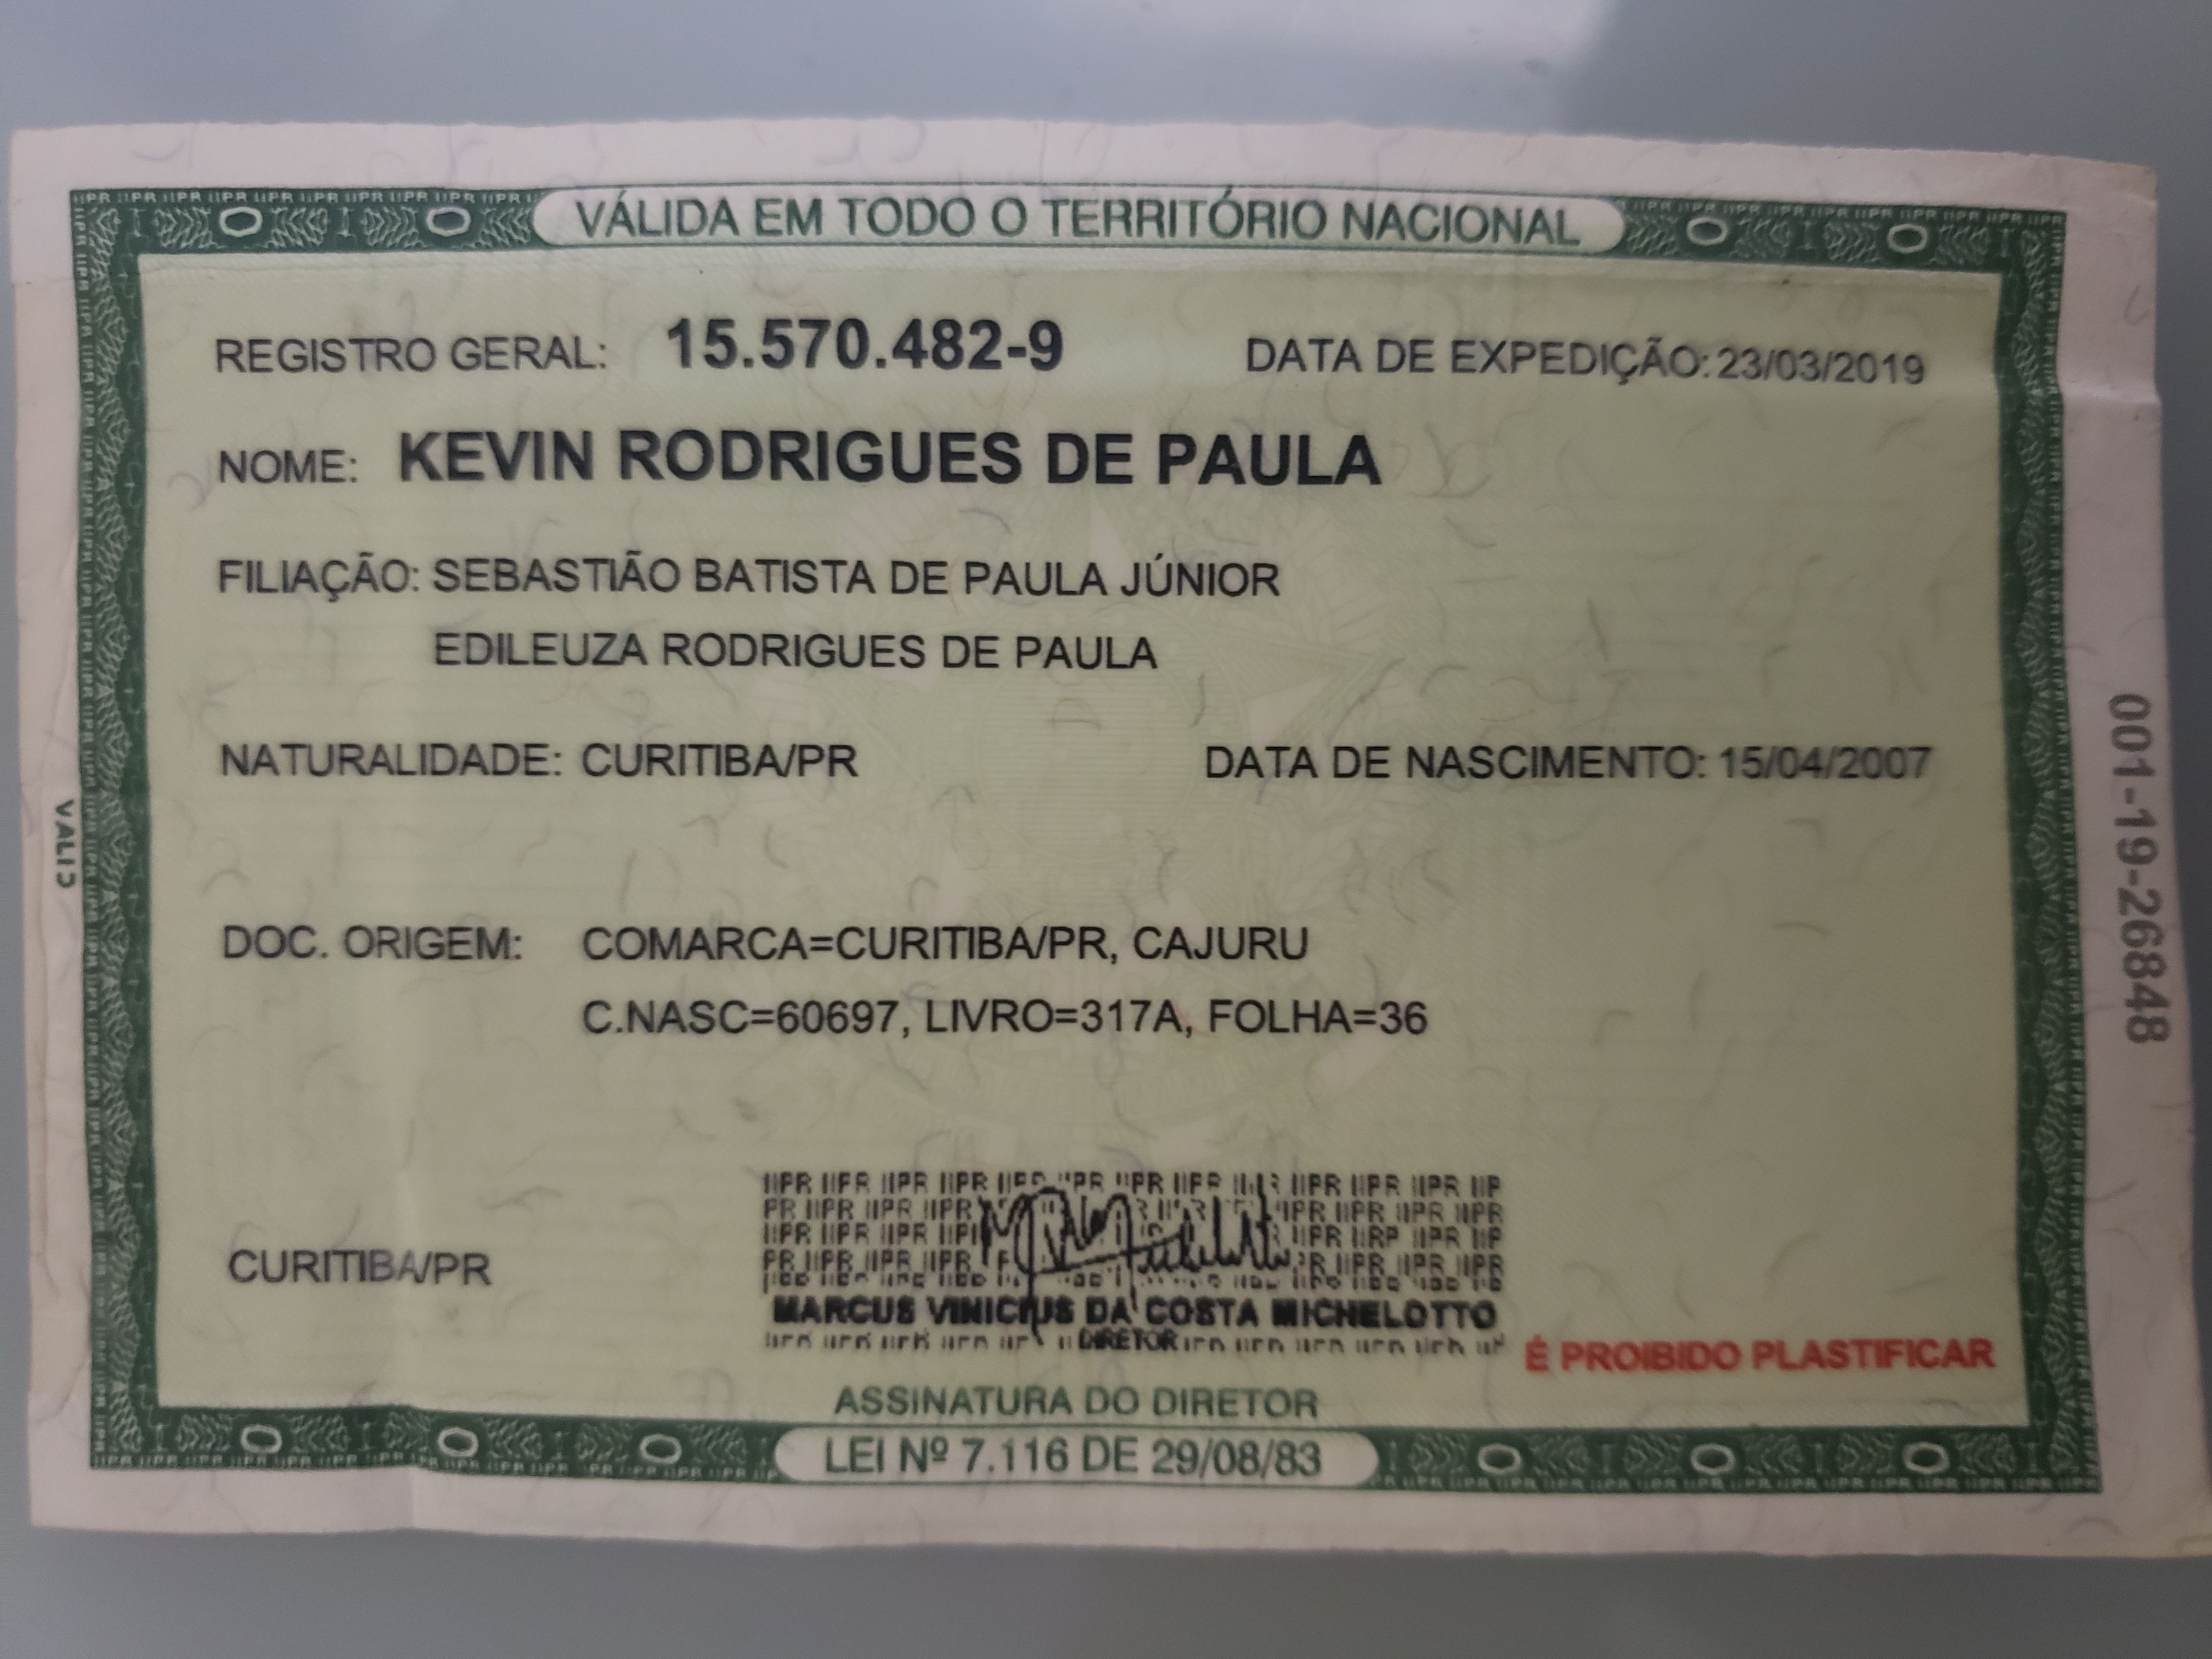 VÁLIDA EM TODO O TERRITÓRIO NACIONAL
REGISTRO GERAL: 15.570.482-9 DATA DE EXPEDIÇÃO: 23/03/2019
NOME: KEVIN RODRIGUES DE PAULA
FILIAÇÃO: SEBASTIÃO BATISTA DE PAULA JÚNIOR
EDILEUZA RODRIGUES DE PAULA
NATURALIDADE: CURITIBA/PR DATA DE NASCIMENTO: 15/04/2007
DOC. ORIGEM: COMARCA=CURITIBA/PR, CAJURU
C.NASC=60697, LIVRO=317A, FOLHA=36
CURITIBA/PR
MARCUS VINICIUS DA COSTA MICHELOTTO
DIRETOR
É PROIBIDO PLASTIFICAR
ASSINATURA DO DIRETOR
LEI Nº 7.116 DE 29/08/83
VALID
001-19-26848